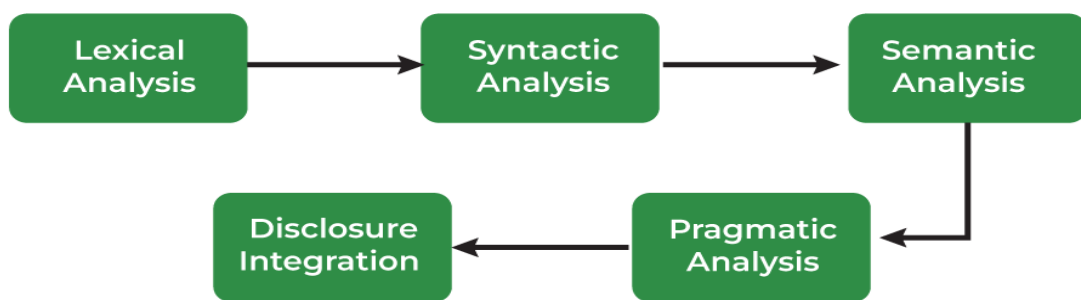 Lexical
Analysis
Syntactic
Analysis
Semantic
Analysis
Pragmatic
Analysis
Disclosure
Integration